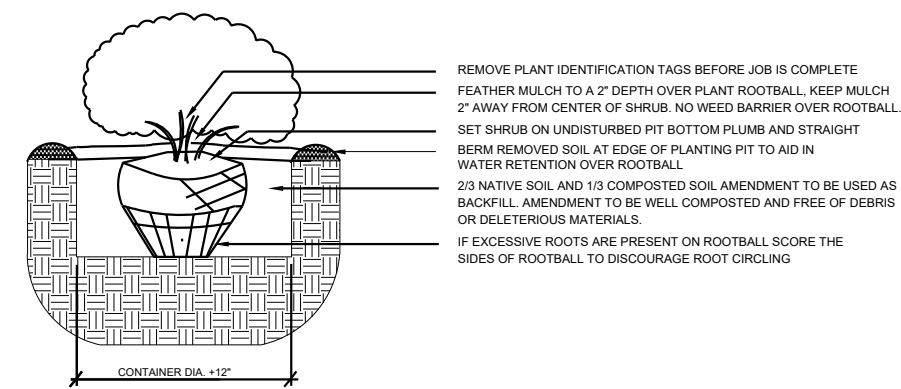 REMOVE PLANT IDENTIFICATION TAGS BEFORE JOB IS COMPLETE
FEATHER MULCH TO A 2" DEPTH OVER PLANT ROOTBALL, KEEP MULCH
2" AWAY FROM CENTER OF SHRUB. NO WEED BARRIER OVER ROOTBALL.
SET SHRUB ON UNDISTURBED PIT BOTTOM PLUMB AND STRAIGHT
BERM REMOVED SOIL AT EDGE OF PLANTING PIT TO AID IN
WATER RETENTION OVER ROOTBALL
2/3 NATIVE SOIL AND 1/3 COMPOSTED SOIL AMENDMENT TO BE USED AS
BACKFILL. AMENDMENT TO BE WELL COMPOSTED AND FREE OF DEBRIS
OR DELETERIOUS MATERIALS.
IF EXCESSIVE ROOTS ARE PRESENT ON ROOTBALL SCORE THE
SIDES OF ROOTBALL TO DISCOURAGE ROOT CIRCLING
CONTAINER DIA. +12"